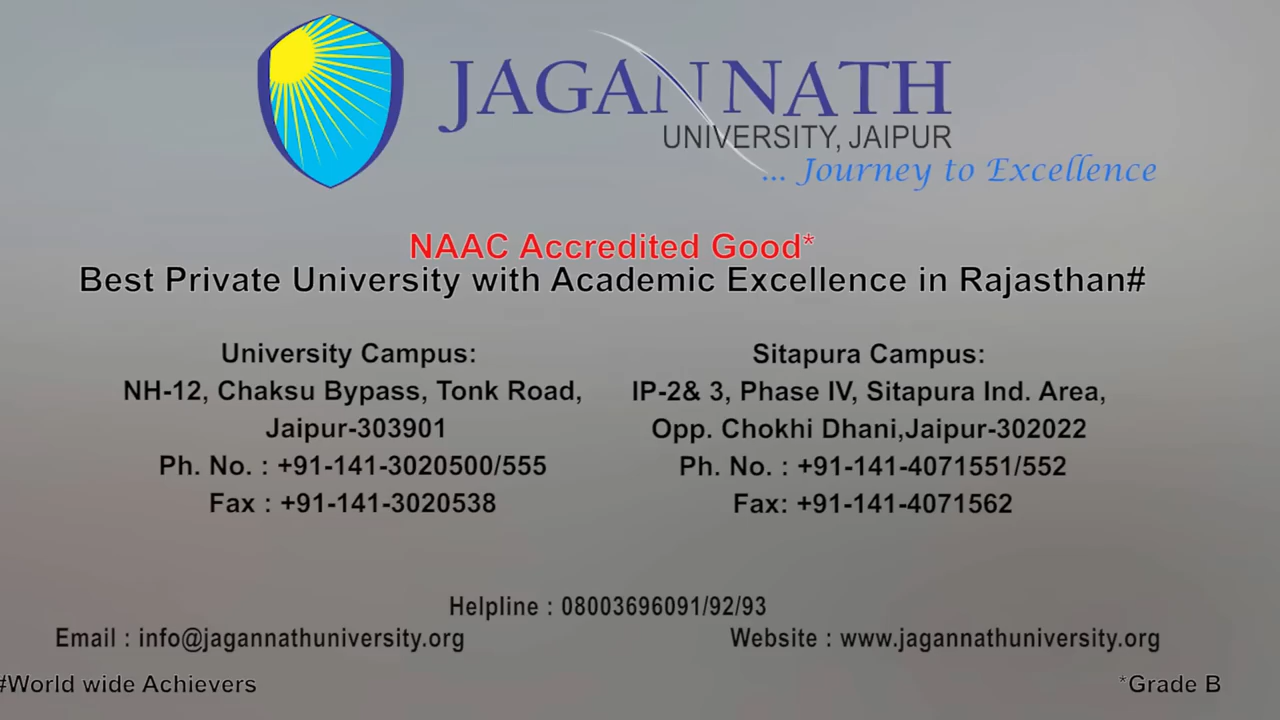 JAGANNATH
UNIVERSITY, JAIPUR
... Journey to Excellence
NAAC Accredited Good*
Best Private University with Academic Excellence in Rajasthan#
University Campus:
NH-12, Chaksu Bypass, Tonk Road,
Jaipur-303901
Ph. No. : +91-141-3020500/555
Fax : +91-141-3020538
Sitapura Campus:
IP-2& 3, Phase IV, Sitapura Ind. Area,
Opp. Chokhi Dhani,Jaipur-302022
Ph. No. : +91-141-4071551/552
Fax: +91-141-4071562
Helpline : 08003696091/92/93
Email : info@jagannathuniversity.org
Website : www.jagannathuniversity.org
#World wide Achievers
*Grade B